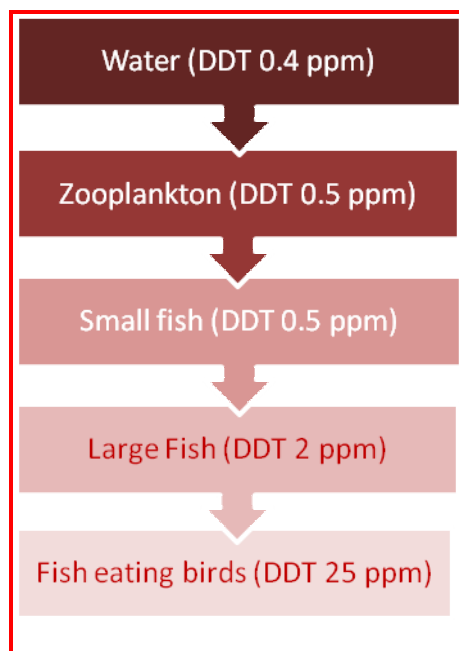 Water (DDT 0.4 ppm)
Zooplankton (DDT 0.5 ppm)
Small fish (DDT 0.5 ppm)
Large Fish (DDT 2 ppm)
Fish eating birds (DDT 25 ppm)